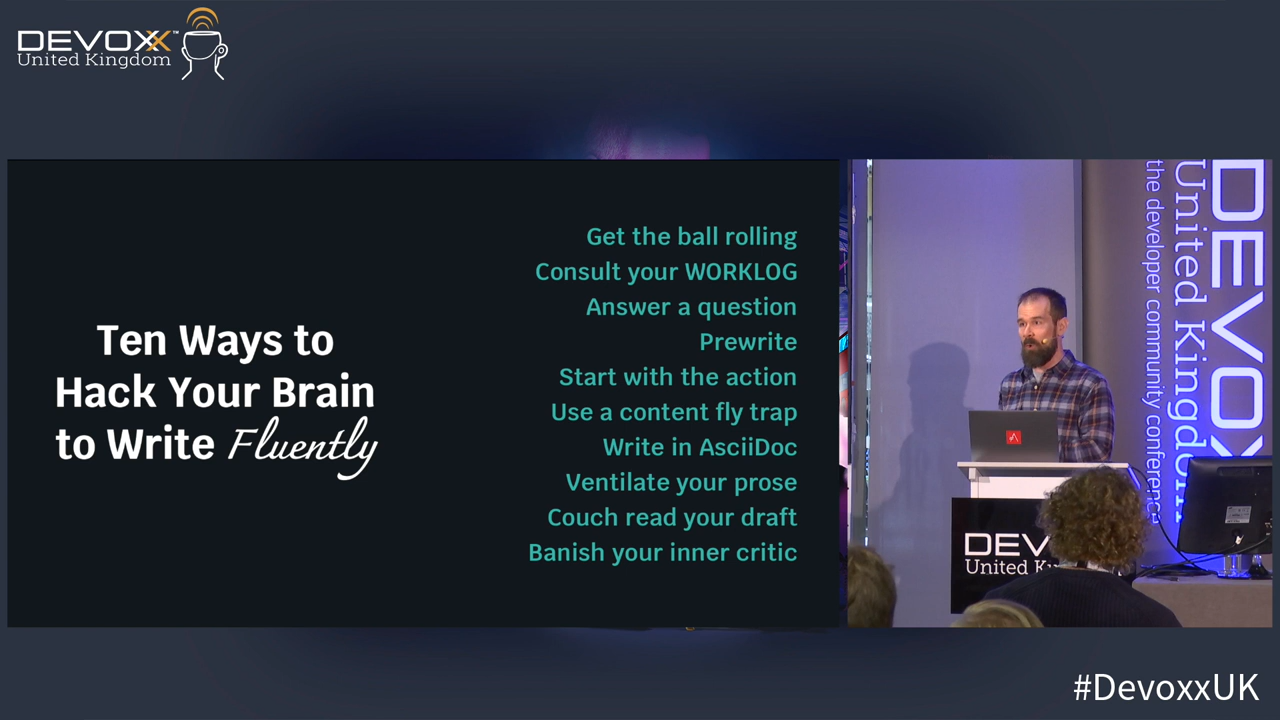 DEVOXX™
United Kingdom
Ten Ways to
Hack Your Brain
to Write Fluently
Get the ball rolling
Consult your WORKLOG
Answer a question
Prewrite
Start with the action
Use a content fly trap
Write in AsciiDoc
Ventilate your prose
Couch read your draft
Banish your inner critic
DEVOXX
United Kingdom
the developer community conference
DEV
United Ki
#DevoxxUK